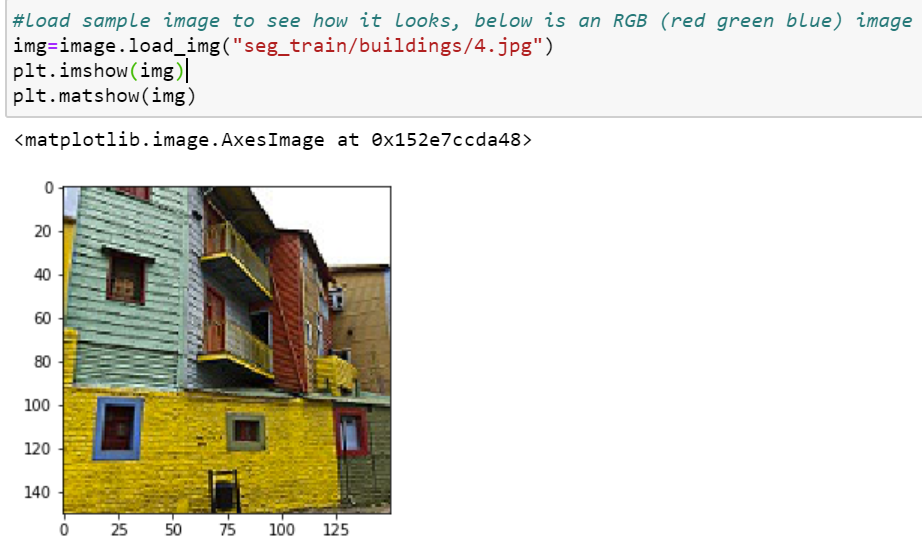 #load sample image to see how it looks, below is an RGB (red green blue) image
img=image.load_img("seg_train/buildings/4.jpg")
plt.imshow(img)
plt.matshow(img)
<matplotlib.image.AxesImage at 0x152e7ccda48>
0
20
40
60
80
100
120
140
0 25 50 75 100 125